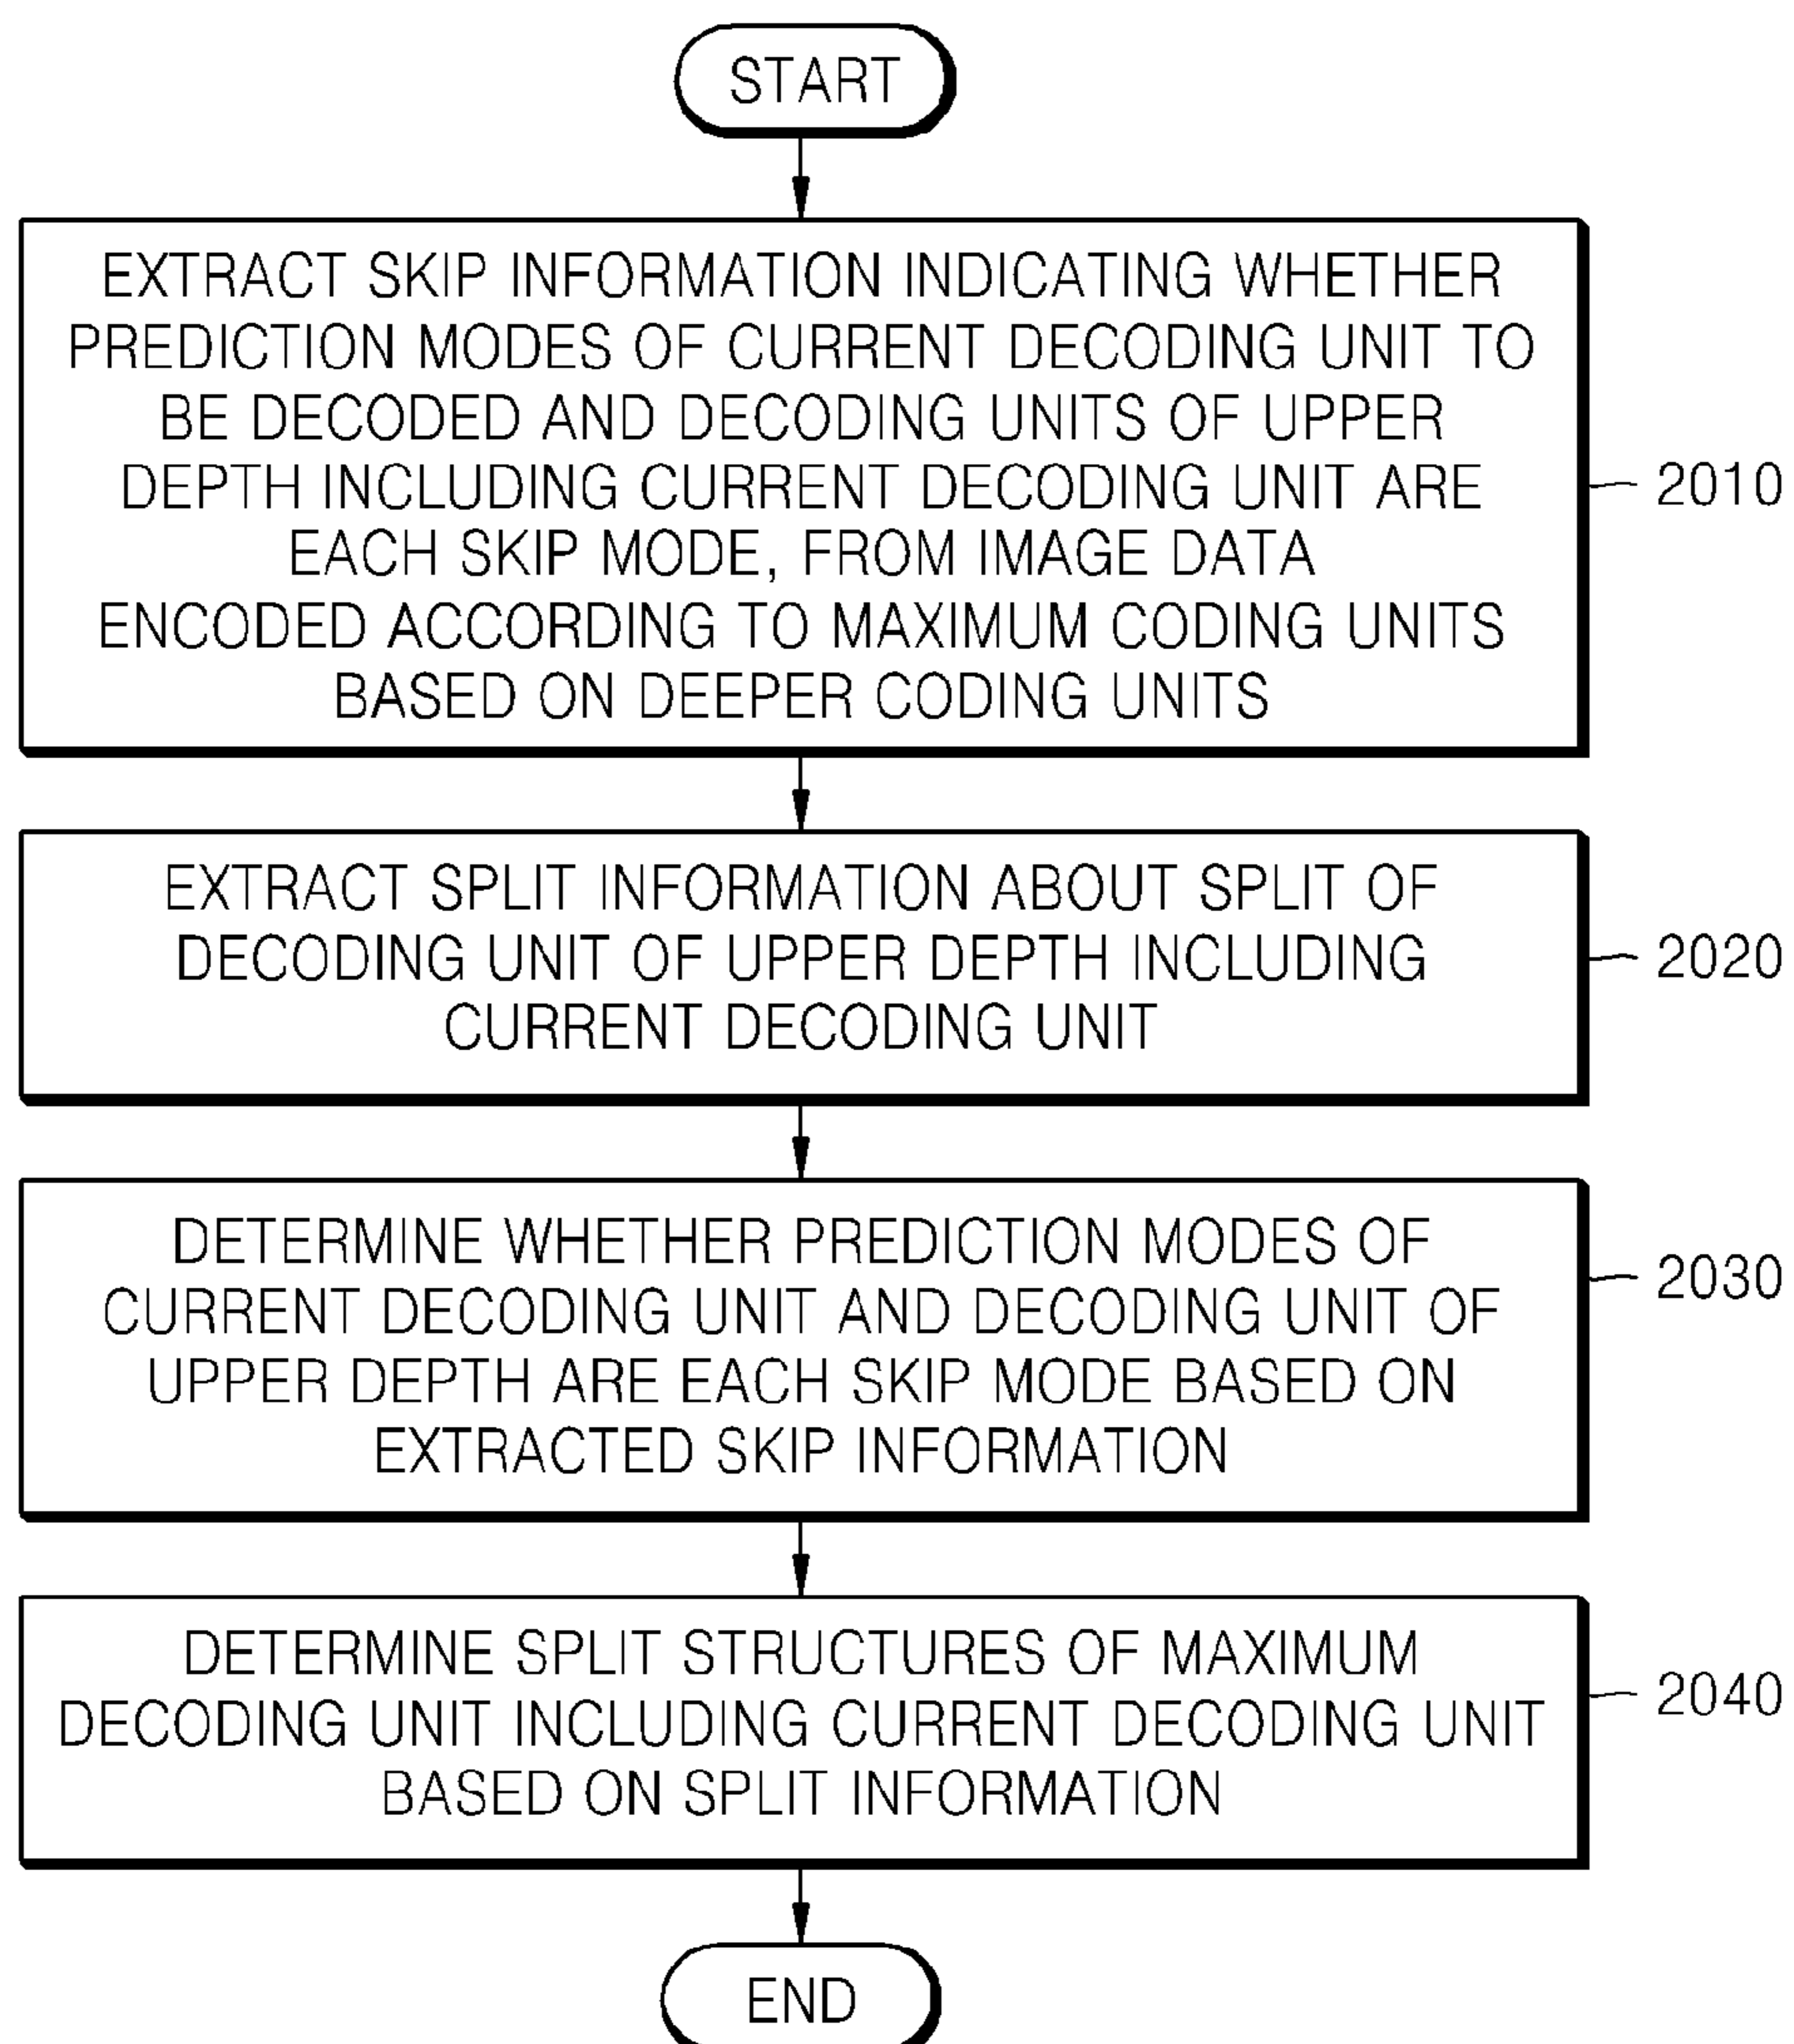 START
EXTRACT SKIP INFORMATION INDICATING WHETHER
PREDICTION MODES OF CURRENT DECODING UNIT TO
BE DECODED AND DECODING UNITS OF UPPER
DEPTH INCLUDING CURRENT DECODING UNIT ARE
EACH SKIP MODE, FROM IMAGE DATA
ENCODED ACCORDING TO MAXIMUM CODING UNITS
BASED ON DEEPER CODING UNITS
2010
EXTRACT SPLIT INFORMATION ABOUT SPLIT OF
DECODING UNIT OF UPPER DEPTH INCLUDING
CURRENT DECODING UNIT
2020
DETERMINE WHETHER PREDICTION MODES OF
CURRENT DECODING UNIT AND DECODING UNIT OF
UPPER DEPTH ARE EACH SKIP MODE BASED ON
EXTRACTED SKIP INFORMATION
2030
DETERMINE SPLIT STRUCTURES OF MAXIMUM
DECODING UNIT INCLUDING CURRENT DECODING UNIT
BASED ON SPLIT INFORMATION
2040
END